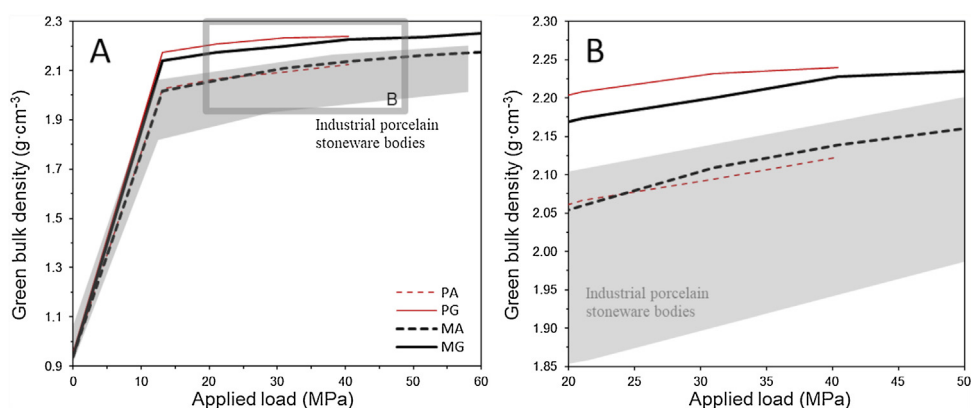 A
Green bulk density (g·cm⁻³)
2.3
2.1
1.9
1.7
1.5
1.3
1.1
0.9
B
Industrial porcelain
stoneware bodies
PA
PG
MA
MG
0 10 20 30 40 50 60
Applied load (MPa)
B
Green bulk density (g·cm⁻³)
2.30
2.25
2.20
2.15
2.10
2.05
2.00
1.95
1.90
1.85
Industrial porcelain
stoneware bodies
20 25 30 35 40 45 50
Applied load (MPa)